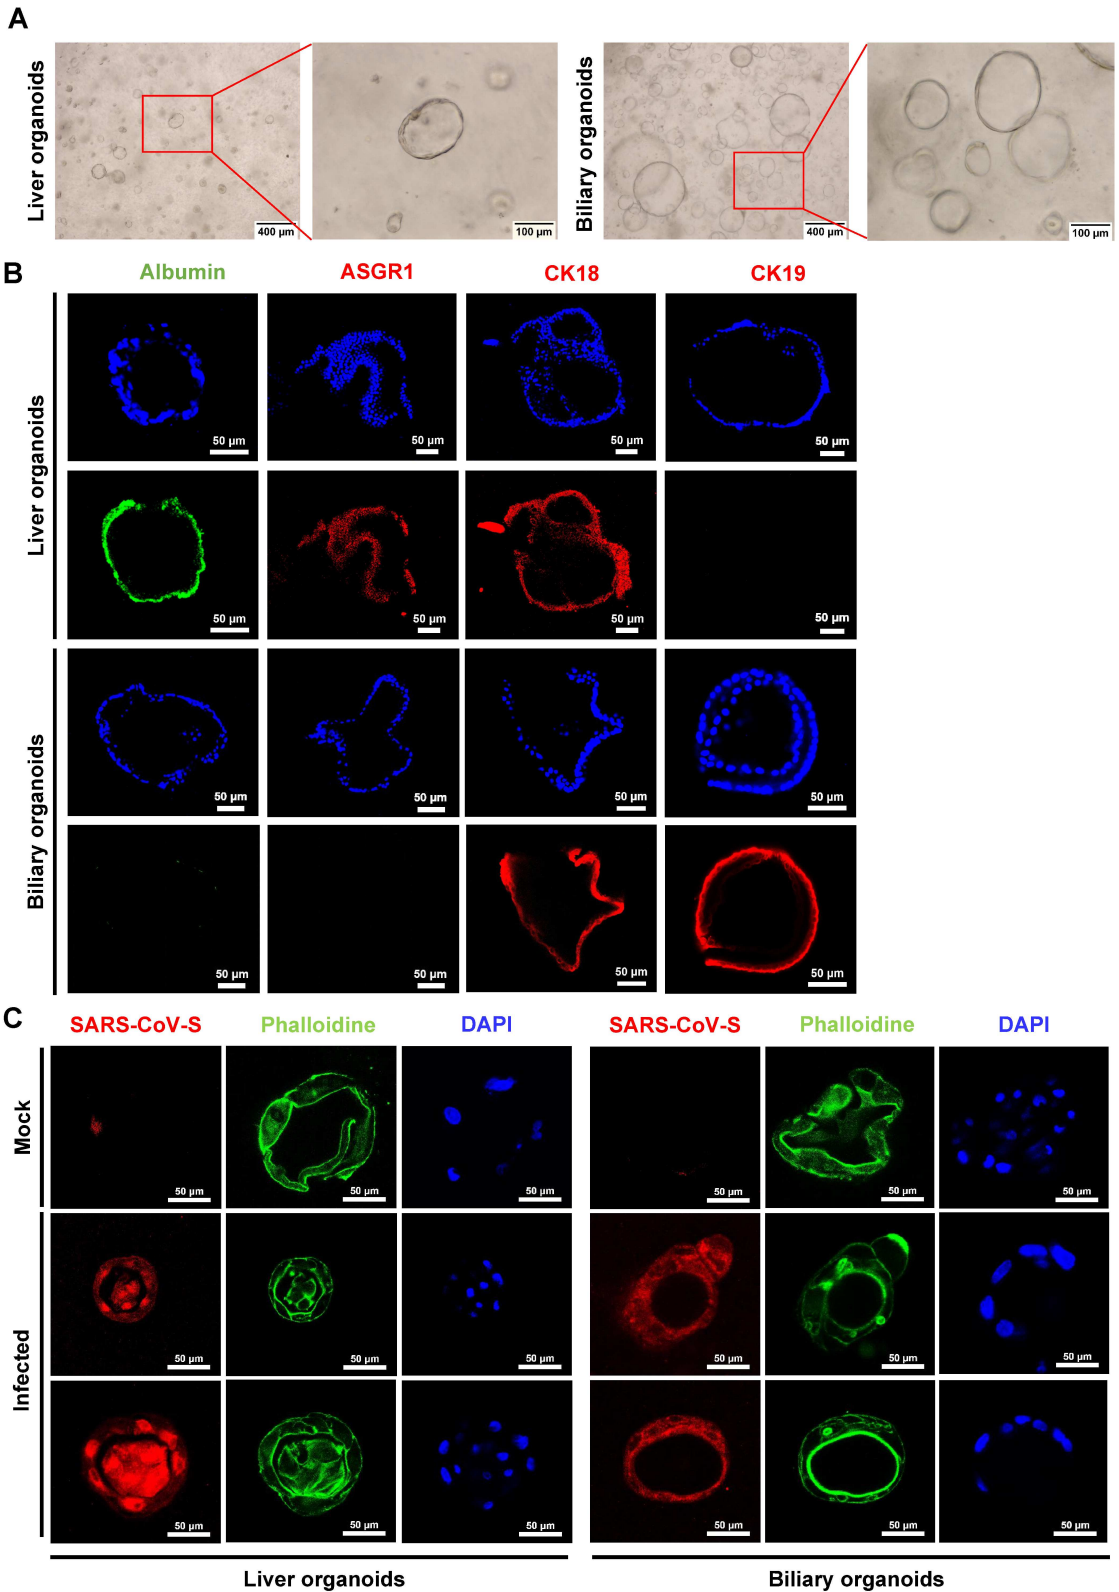 A
Liver organoids
400 µm
100 µm
Biliary organoids
400 µm
100 µm
B
Albumin
ASGR1
CK18
CK19
Liver organoids
50 µm
50 µm
50 µm
50 µm
50 µm
50 µm
50 µm
50 µm
Biliary organoids
50 µm
50 µm
50 µm
50 µm
50 µm
50 µm
50 µm
50 µm
C
SARS-CoV-S
Phalloidine
DAPI
SARS-CoV-S
Phalloidine
DAPI
Mock
50 µm
50 µm
50 µm
50 µm
50 µm
50 µm
Infected
50 µm
50 µm
50 µm
50 µm
50 µm
50 µm
50 µm
50 µm
50 µm
50 µm
50 µm
50 µm
Liver organoids
Biliary organoids